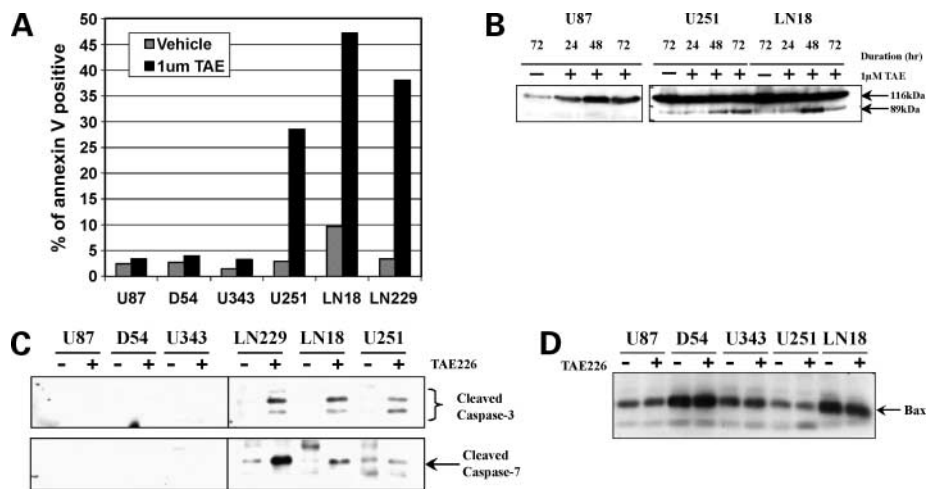 A
% of annexin V positive
50
45
40
35
30
25
20
15
10
5
0
Vehicle
1um TAE
U87 D54 U343 U251 LN18 LN229
B
U87 U251 LN18
72 24 48 72 72 24 48 72 72 24 48 72 Duration (hr)
– + + + – + + + – + + + 1μM TAE
116kDa
89kDa
C
U87 D54 U343 LN229 LN18 U251
- + - + - + - + - + - + TAE226
Cleaved
Caspase-3
Cleaved
Caspase-7
D
U87 D54 U343 U251 LN18
TAE226 - + - + - + - + - +
Bax